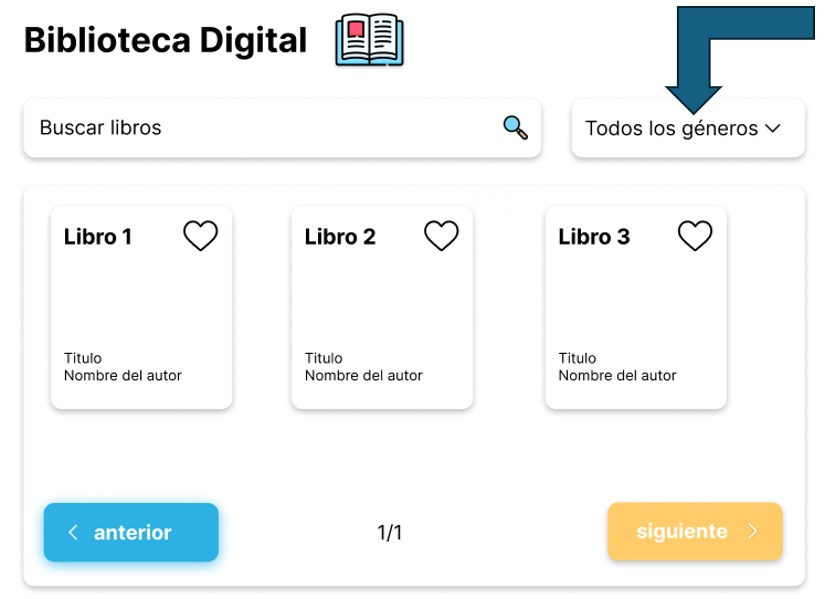 Biblioteca Digital
Buscar libros
Todos los géneros
Libro 1
Libro 2
Libro 3
Titulo
Nombre del autor
Titulo
Nombre del autor
Titulo
Nombre del autor
anterior
1/1
siguiente